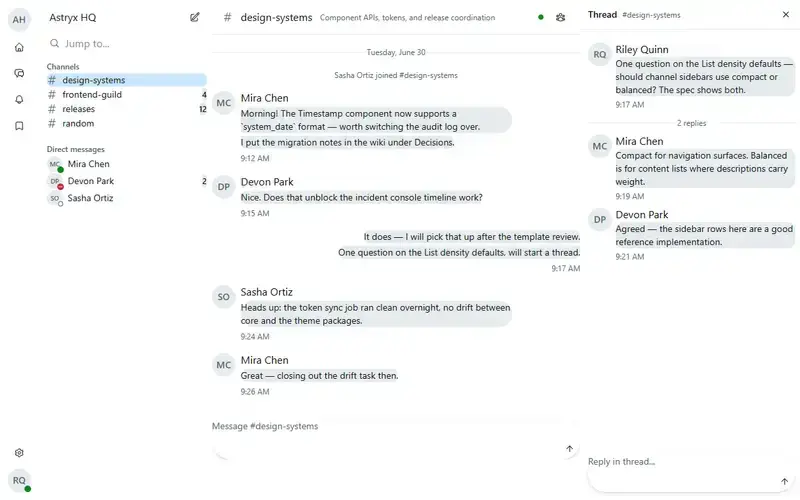 AH
Astryx HQ
Jump to...
Channels
# design-systems
# frontend-guild 4
# releases 12
# random
Direct messages
MC Mira Chen
DP Devon Park 2
SO Sasha Ortiz
RQ
# design-systems Component APIs, tokens, and release coordination
Tuesday, June 30
Sasha Ortiz joined #design-systems
MC Mira Chen
Morning! The Timestamp component now supports a
`system_date` format — worth switching the audit log over.
I put the migration notes in the wiki under Decisions.
9:12 AM
DP Devon Park
Nice. Does that unblock the incident console timeline work?
9:15 AM
It does — I will pick that up after the template review.
One question on the List density defaults, will start a thread.
9:17 AM
SO Sasha Ortiz
Heads up: the token sync job ran clean overnight, no drift between
core and the theme packages.
9:24 AM
MC Mira Chen
Great — closing out the drift task then.
9:26 AM
Message #design-systems
Thread #design-systems
RQ Riley Quinn
One question on the List density defaults —
should channel sidebars use compact or
balanced? The spec shows both.
9:17 AM
2 replies
MC Mira Chen
Compact for navigation surfaces. Balanced
is for content lists where descriptions carry
weight.
9:19 AM
DP Devon Park
Agreed — the sidebar rows here are a good
reference implementation.
9:21 AM
Reply in thread...